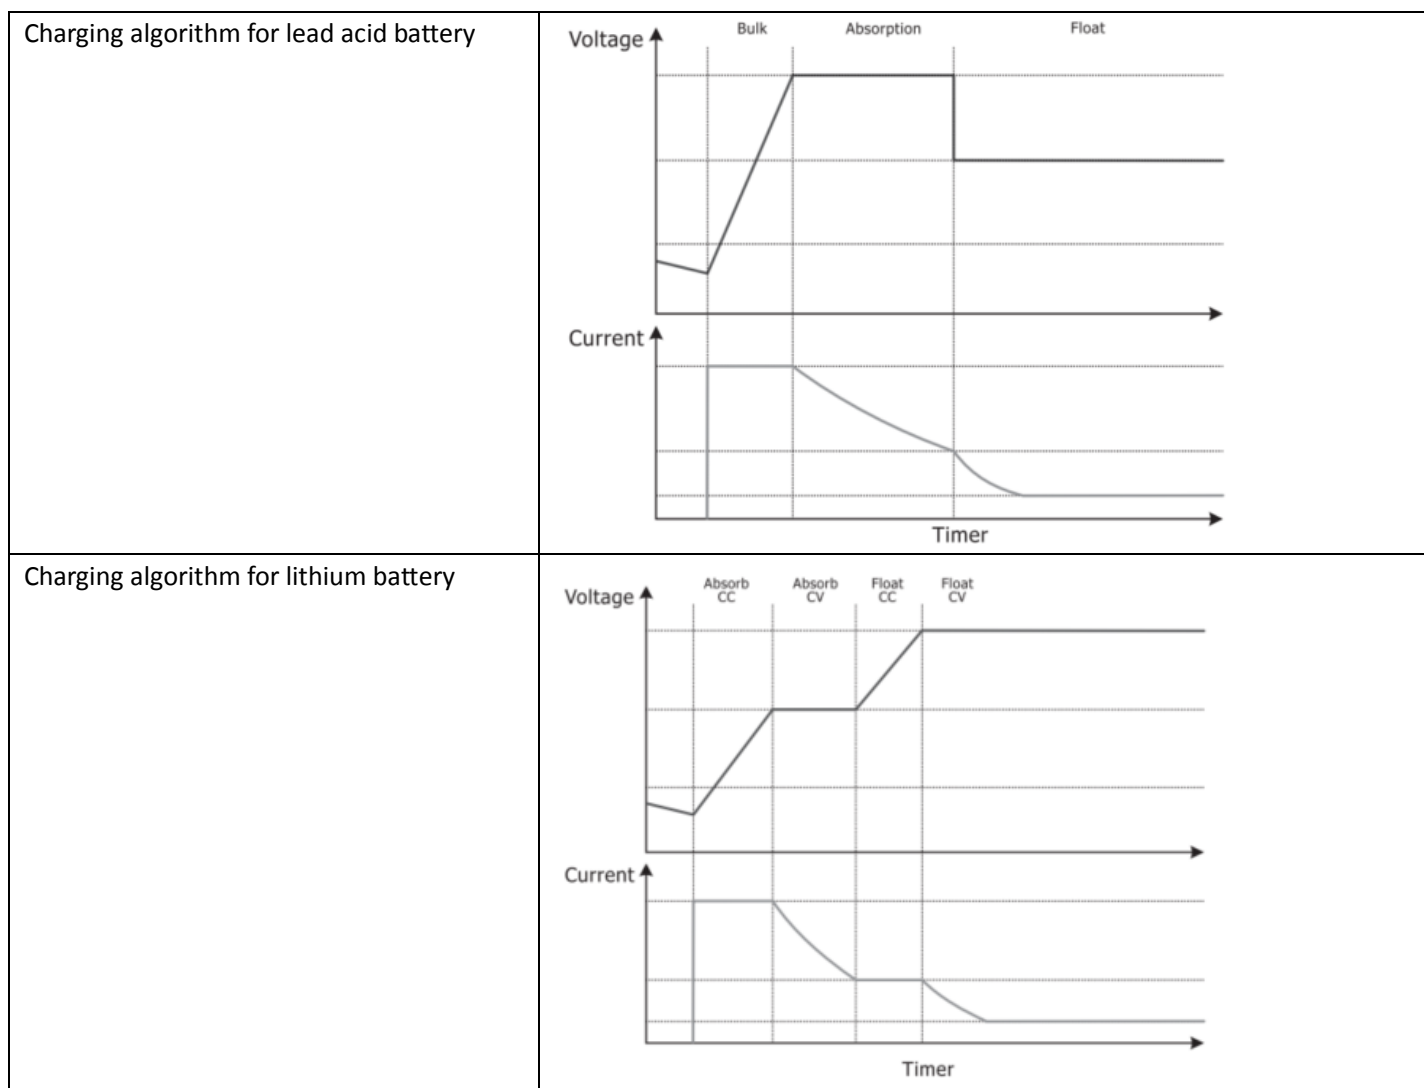 Charging algorithm for lead acid battery
Bulk Absorption Float
Voltage
Current
Timer
Charging algorithm for lithium battery
Absorb Absorb Float Float
CC CV CC CV
Voltage
Current
Timer